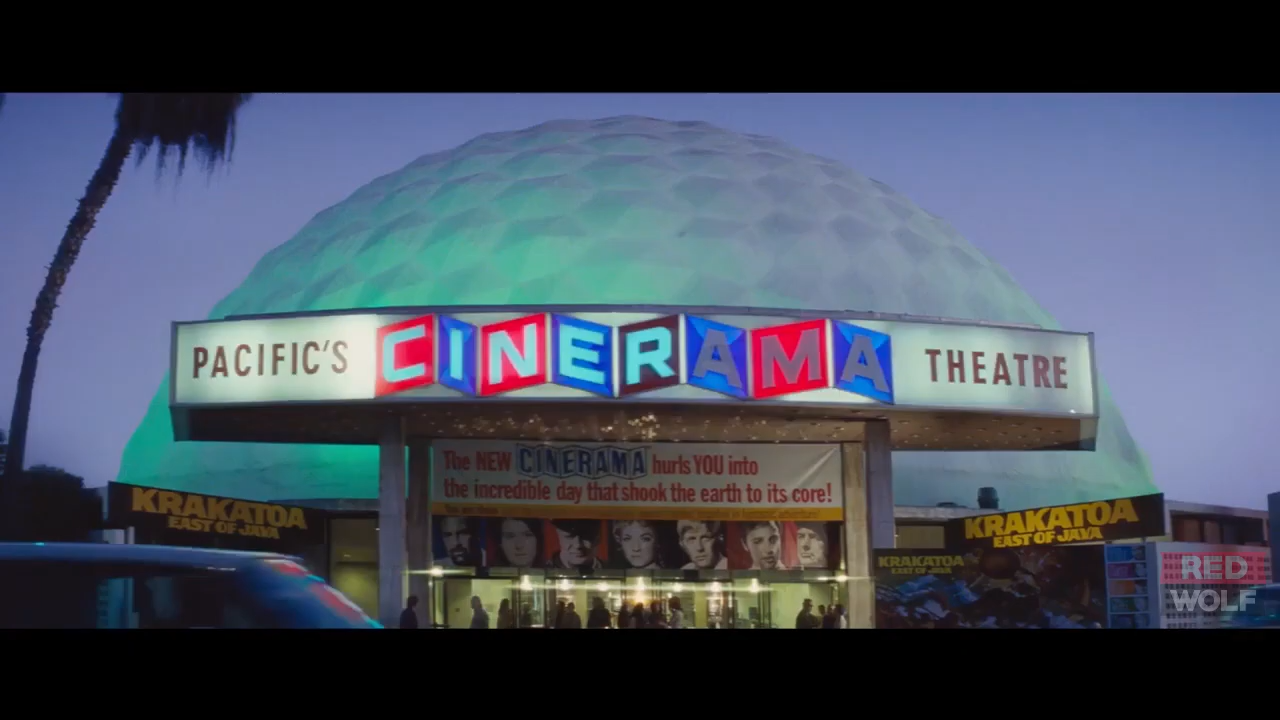 PACIFIC'S CINERAMA THEATRE
The NEW CINERAMA hurls YOU into
the incredible day that shook the earth to its core!
KRAKATOA
EAST OF JAVA
KRAKATOA
EAST OF JAVA
KRAKATOA
EAST OF JAVA
RED
WOLF